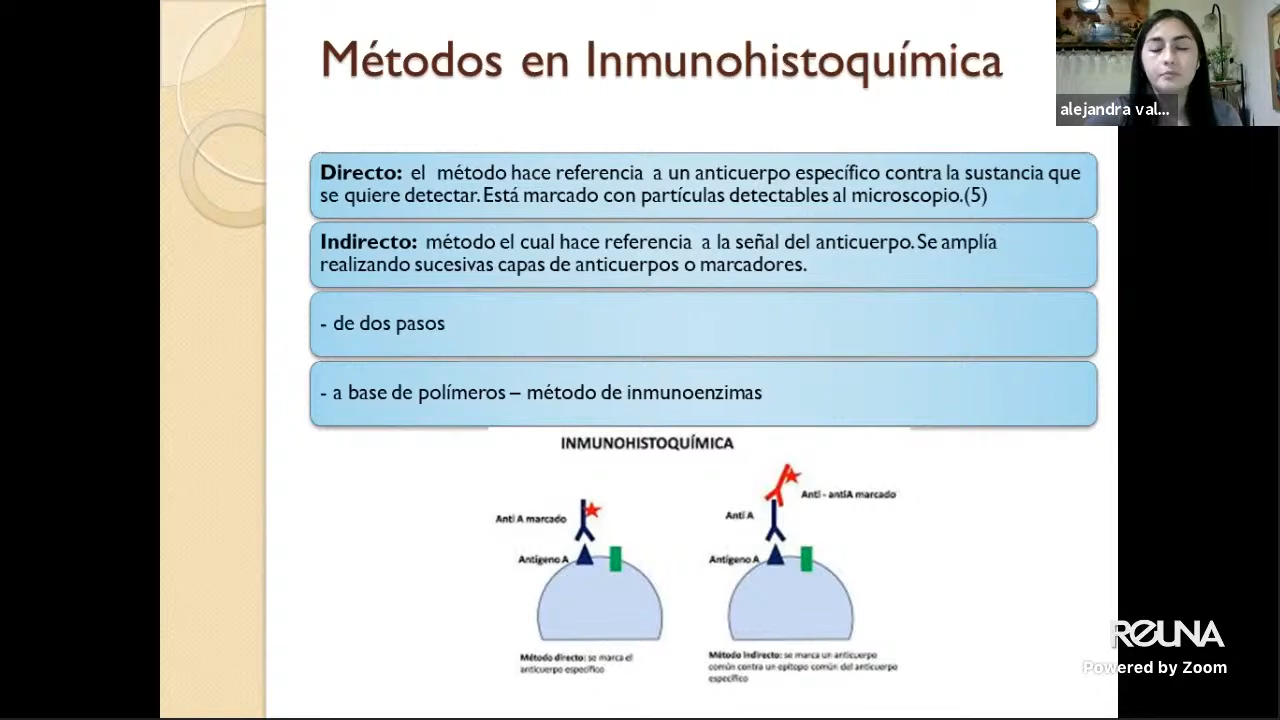 Métodos en Inmunohistoquímica
alejandra val...
Directo: el método hace referencia a un anticuerpo específico contra la sustancia que
se quiere detectar. Está marcado con partículas detectables al microscopio.(5)
Indirecto: método el cual hace referencia a la señal del anticuerpo. Se amplía
realizando sucesivas capas de anticuerpos o marcadores.
- de dos pasos
- a base de polímeros – método de inmunoenzimas
INMUNOHISTOQUÍMICA
Anti A marcado
Antígeno A
Anti - antiA marcado
Anti A
Antígeno A
Método directo: se marca el
anticuerpo específico
Método indirecto: se marca un anticuerpo
común contra un epítopo común del anticuerpo
específico
REUNA
Powered by Zoom